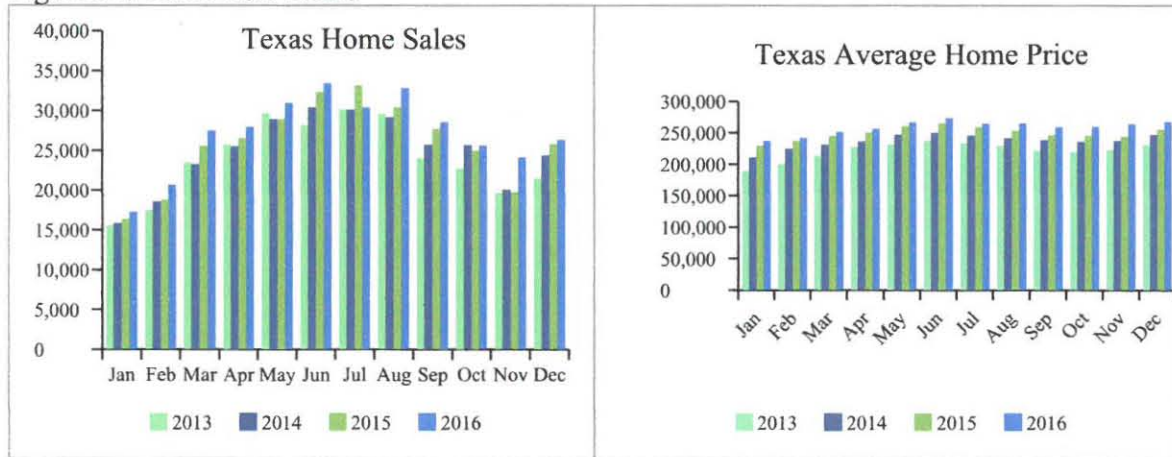 Texas Home Sales
40,000
35,000
30,000
25,000
20,000
15,000
10,000
5,000
0
Jan Feb Mar Apr May Jun Jul Aug Sep Oct Nov Dec
2013 2014 2015 2016
Texas Average Home Price
300,000
250,000
200,000
150,000
100,000
50,000
0
Jan Feb Mar Apr May Jun Jul Aug Sep Oct Nov Dec
2013 2014 2015 2016